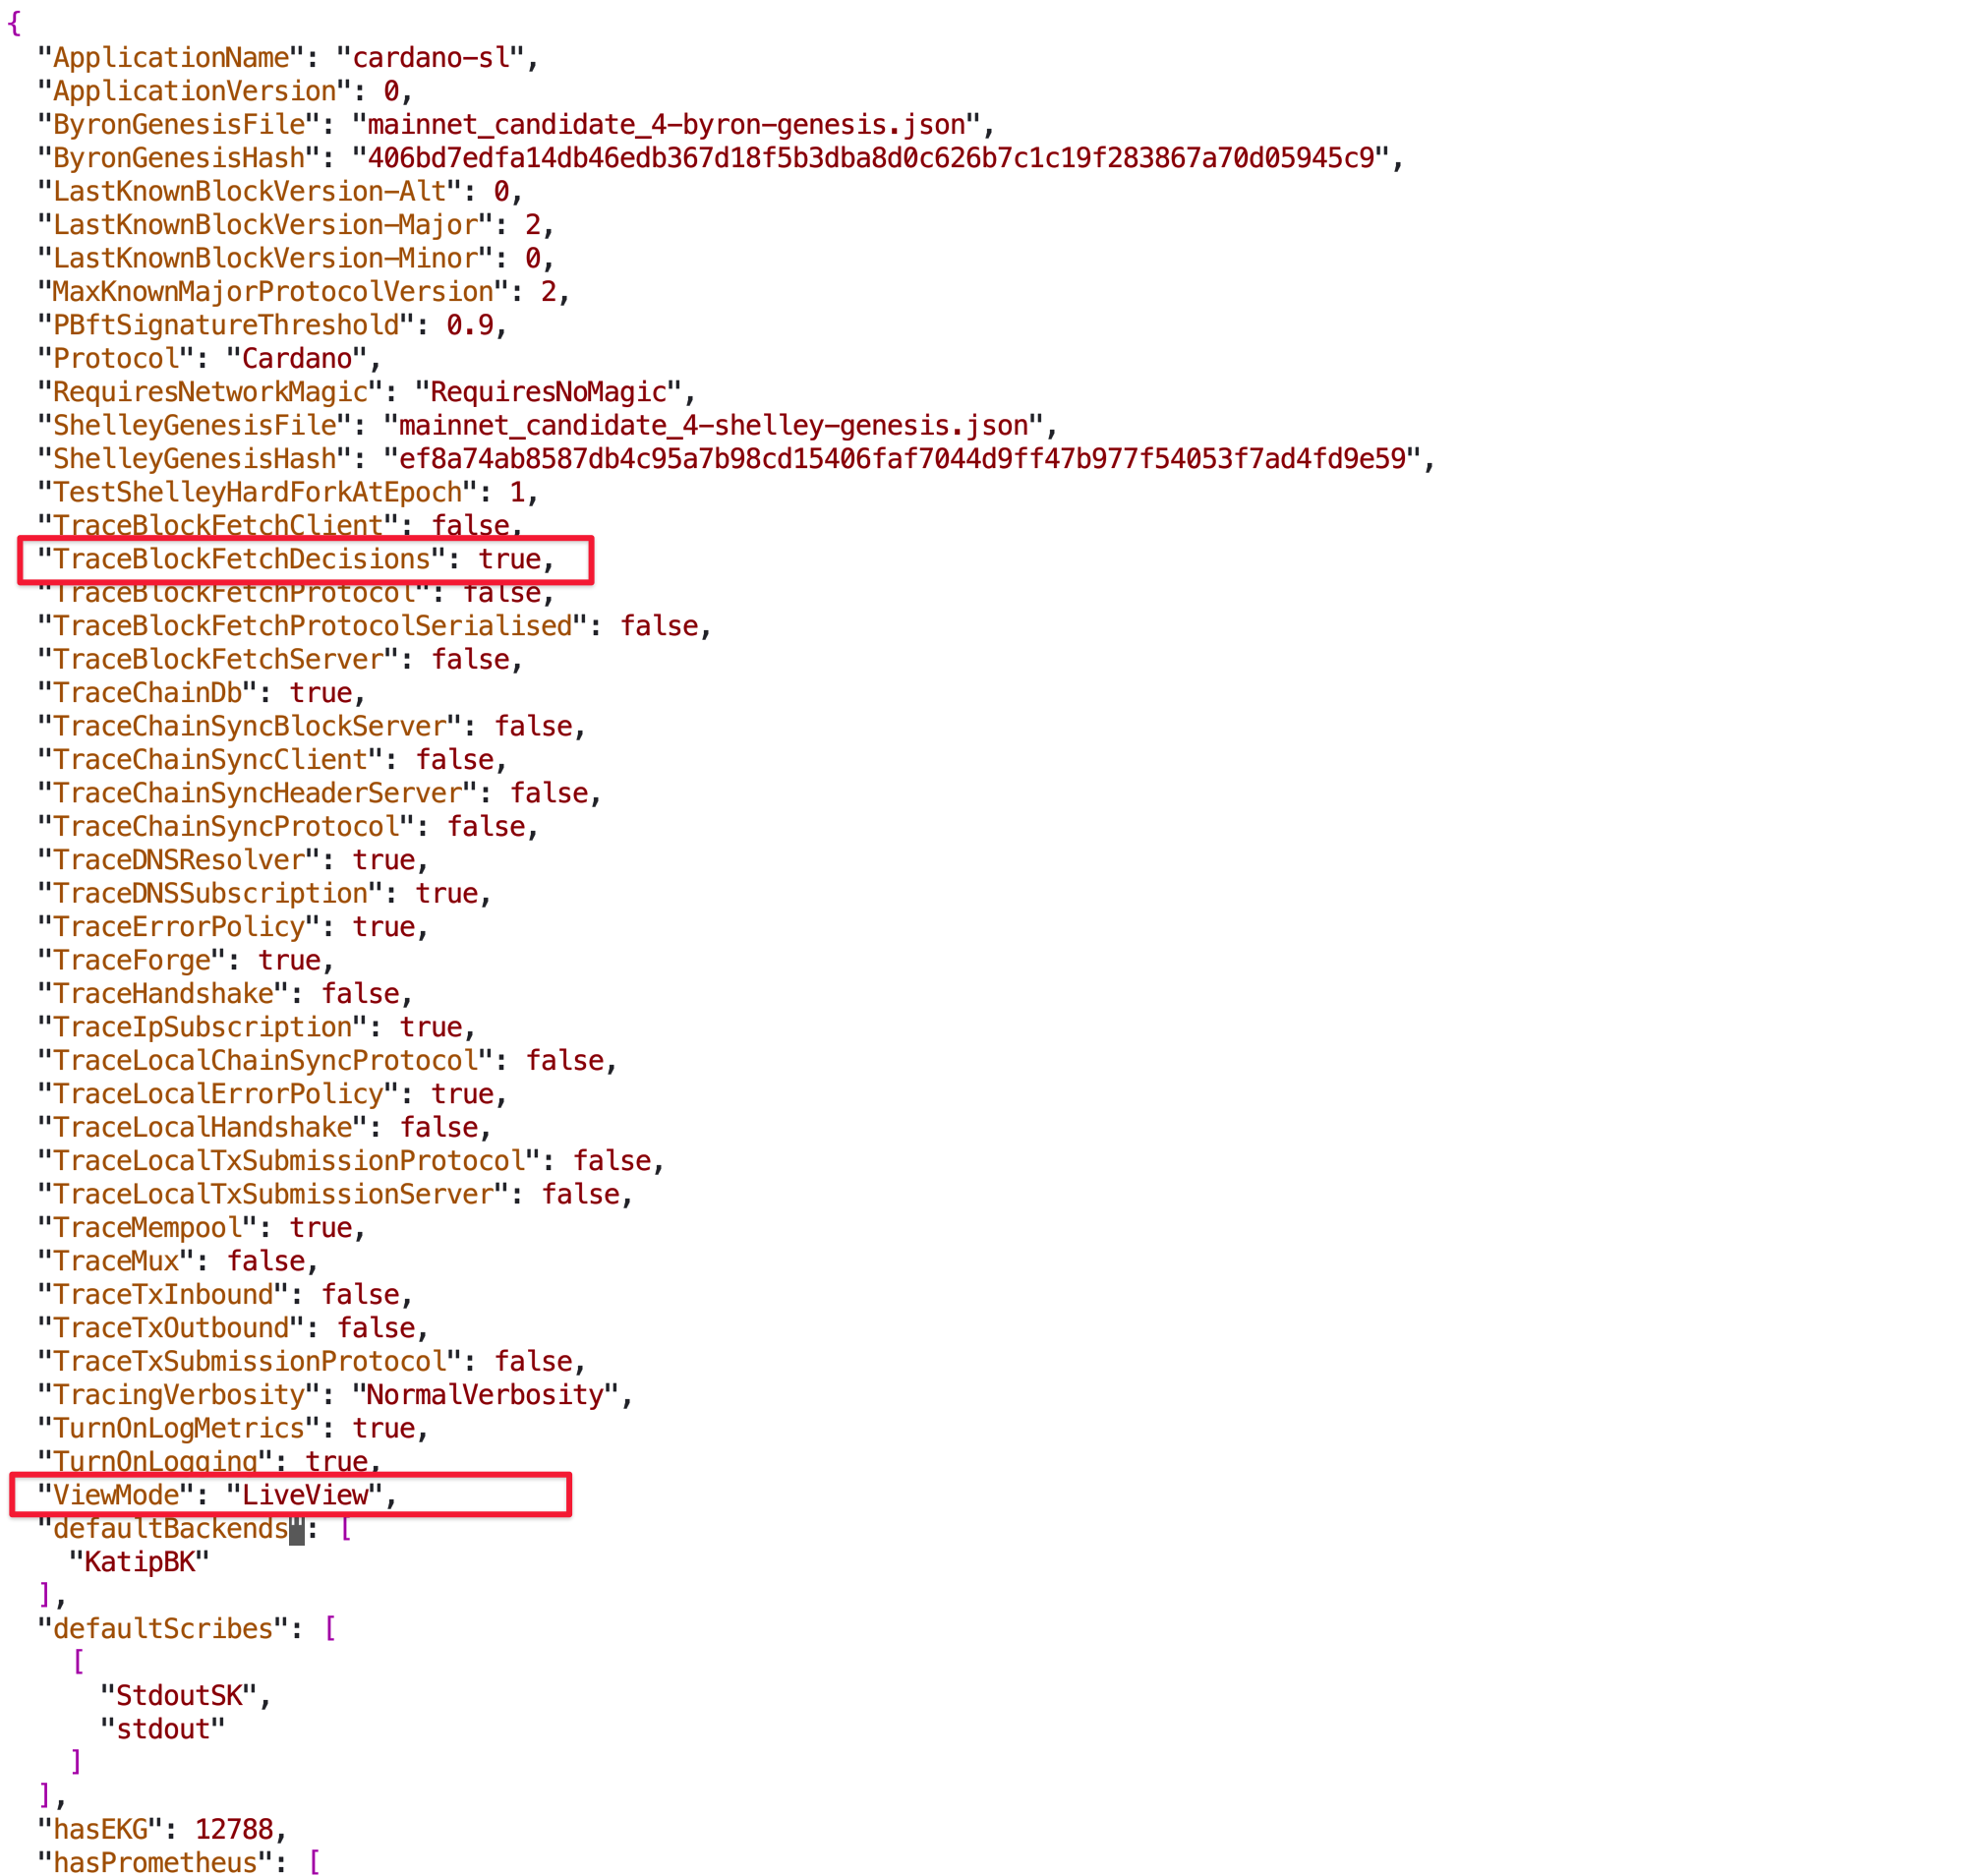 {
  "ApplicationName": "cardano-sl",
  "ApplicationVersion": 0,
  "ByronGenesisFile": "mainnet_candidate_4-byron-genesis.json",
  "ByronGenesisHash": "406bd7edfa14db46edb367d18f5b3dba8d0c626b7c1c19f283867a70d05945c9",
  "LastKnownBlockVersion-Alt": 0,
  "LastKnownBlockVersion-Major": 2,
  "LastKnownBlockVersion-Minor": 0,
  "MaxKnownMajorProtocolVersion": 2,
  "PBftSignatureThreshold": 0.9,
  "Protocol": "Cardano",
  "RequiresNetworkMagic": "RequiresNoMagic",
  "ShelleyGenesisFile": "mainnet_candidate_4-shelley-genesis.json",
  "ShelleyGenesisHash": "ef8a74ab8587db4c95a7b98cd15406faf7044d9ff47b977f54053f7ad4fd9e59",
  "TestShelleyHardForkAtEpoch": 1,
  "TraceBlockFetchClient": false,
  "TraceBlockFetchDecisions": true,
  "TraceBlockFetchProtocol": false,
  "TraceBlockFetchProtocolSerialised": false,
  "TraceBlockFetchServer": false,
  "TraceChainDb": true,
  "TraceChainSyncBlockServer": false,
  "TraceChainSyncClient": false,
  "TraceChainSyncHeaderServer": false,
  "TraceChainSyncProtocol": false,
  "TraceDNSResolver": true,
  "TraceDNSSubscription": true,
  "TraceErrorPolicy": true,
  "TraceForge": true,
  "TraceHandshake": false,
  "TraceIpSubscription": true,
  "TraceLocalChainSyncProtocol": false,
  "TraceLocalErrorPolicy": true,
  "TraceLocalHandshake": false,
  "TraceLocalTxSubmissionProtocol": false,
  "TraceLocalTxSubmissionServer": false,
  "TraceMempool": true,
  "TraceMux": false,
  "TraceTxInbound": false,
  "TraceTxOutbound": false,
  "TraceTxSubmissionProtocol": false,
  "TracingVerbosity": "NormalVerbosity",
  "TurnOnLogMetrics": true,
  "TurnOnLogging": true,
  "ViewMode": "LiveView",
  "defaultBackends": [
    "KatipBK"
  ],
  "defaultScribes": [
    [
      "StdoutSK",
      "stdout"
    ]
  ],
  "hasEKG": 12788,
  "hasPrometheus": [